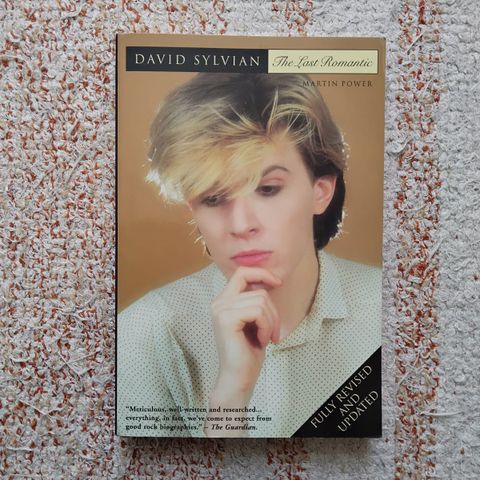 DAVID SYLVIAN The Last Romantic
MARTIN POWER
"Meticulous, well-written and researched...
everything, in fact, we've come to expect from
good rock biographies." – The Guardian.
FULLY REVISED
AND
UPDATED